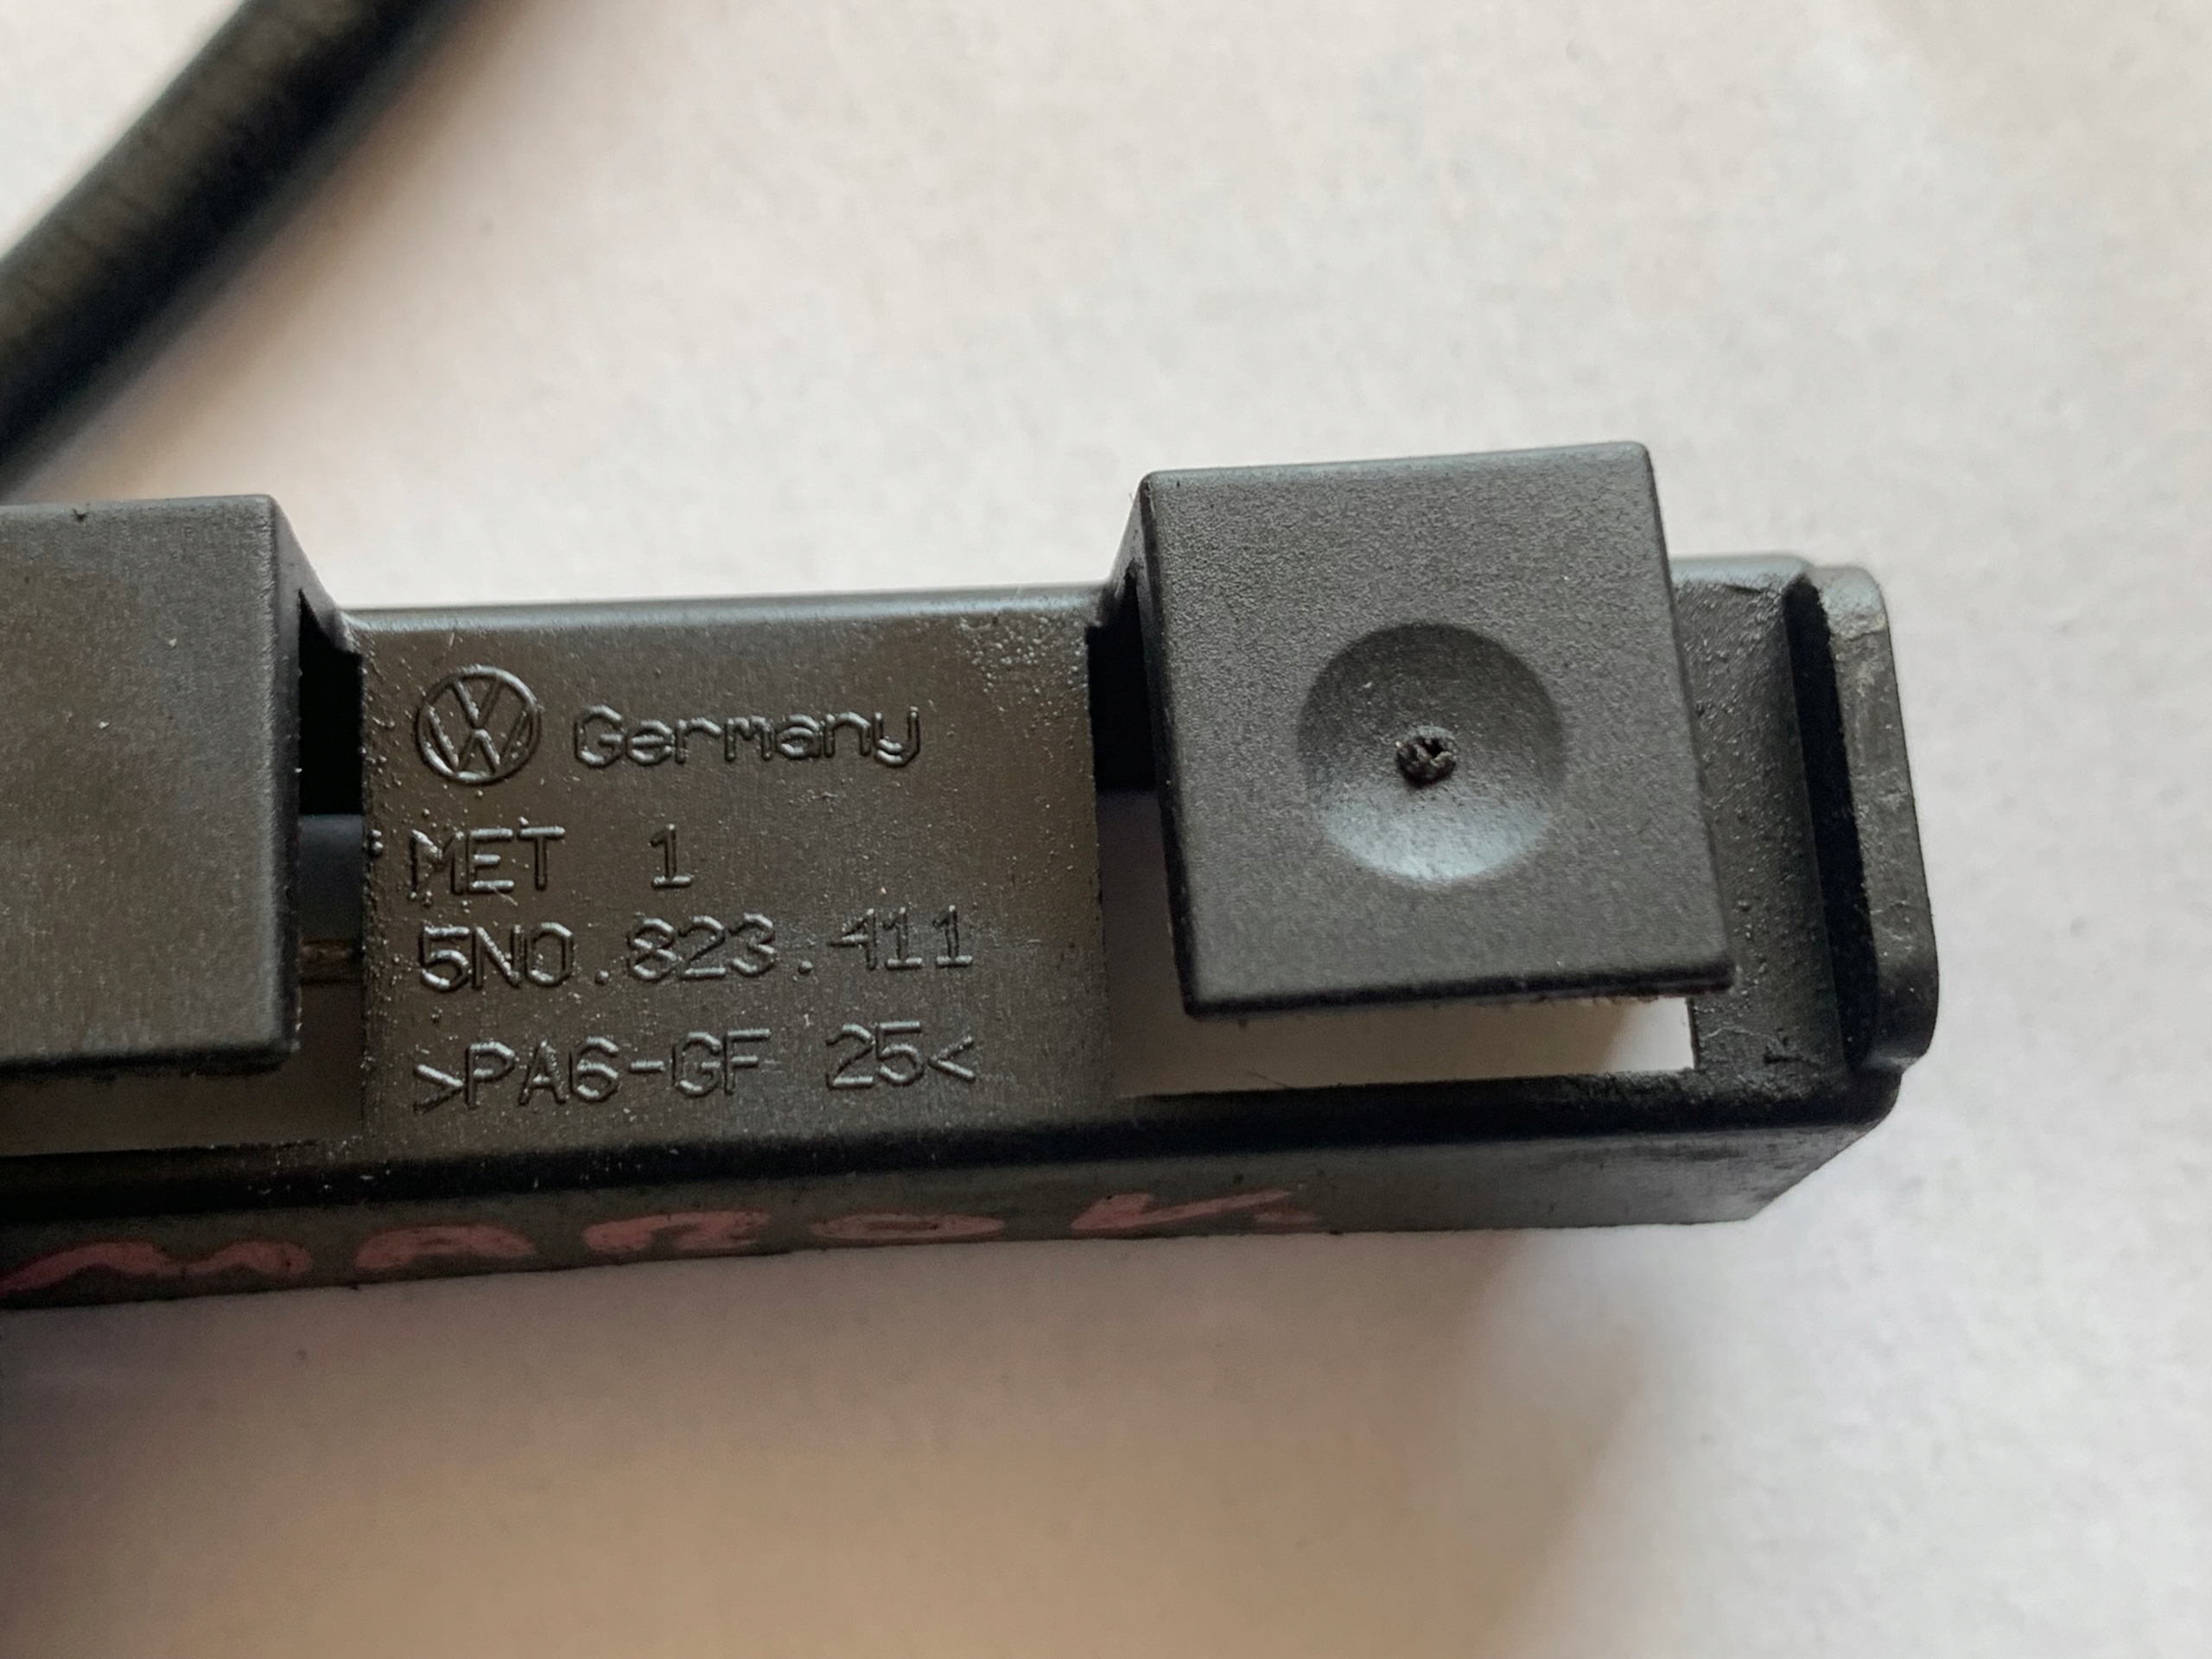 Germany
MET 1
5N0.823.411
>PA6-GF 25<